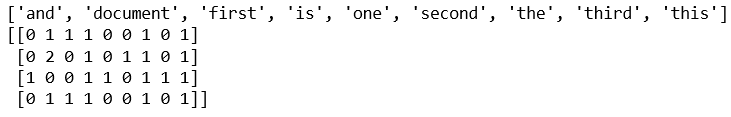 ['and', 'document', 'first', 'is', 'one', 'second', 'the', 'third', 'this']
[[0 1 1 1 0 0 1 0 1]
[0 2 0 1 0 1 1 0 1]
[1 0 0 1 1 0 1 1 1]
[0 1 1 1 0 0 1 0 1]]